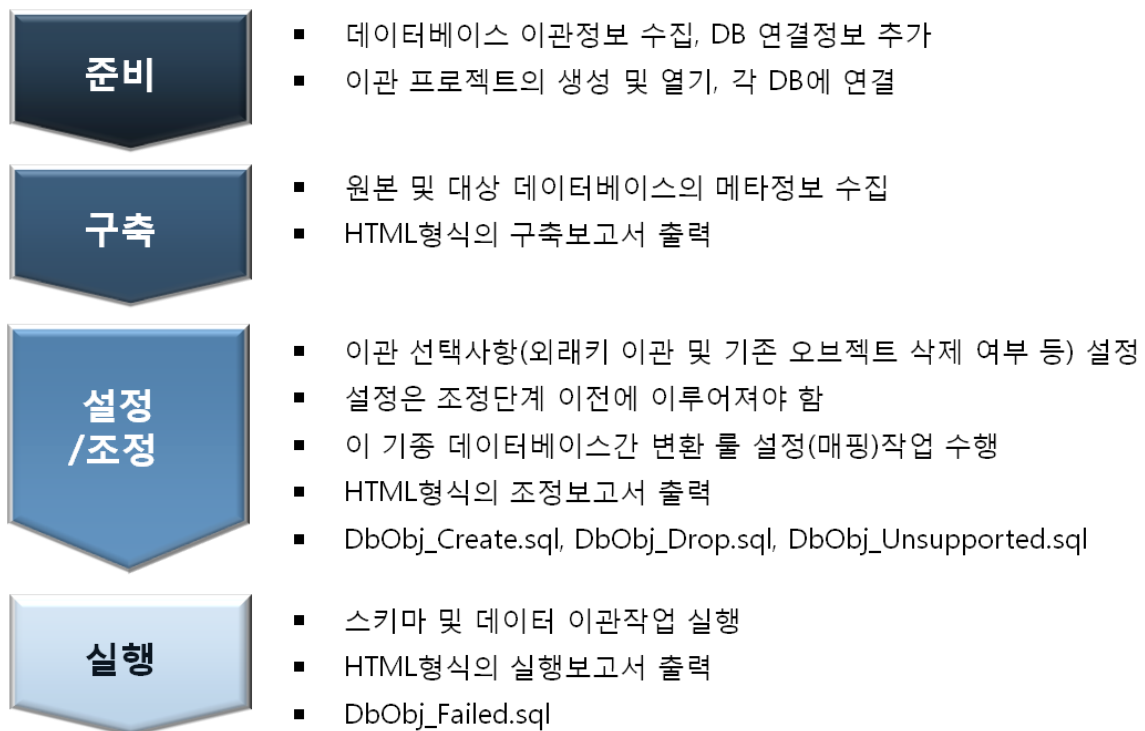 준비
▪ 데이터베이스 이관정보 수집, DB 연결정보 추가
▪ 이관 프로젝트의 생성 및 열기, 각 DB에 연결
구축
▪ 원본 및 대상 데이터베이스의 메타정보 수집
▪ HTML형식의 구축보고서 출력
설정
/조정
▪ 이관 선택사항(외래키 이관 및 기존 오브젝트 삭제 여부 등) 설정
▪ 설정은 조정단계 이전에 이루어져야 함
▪ 이 기종 데이터베이스간 변환 룰 설정(매핑)작업 수행
▪ HTML형식의 조정보고서 출력
▪ DbObj_Create.sql, DbObj_Drop.sql, DbObj_Unsupported.sql
실행
▪ 스키마 및 데이터 이관작업 실행
▪ HTML형식의 실행보고서 출력
▪ DbObj_Failed.sql